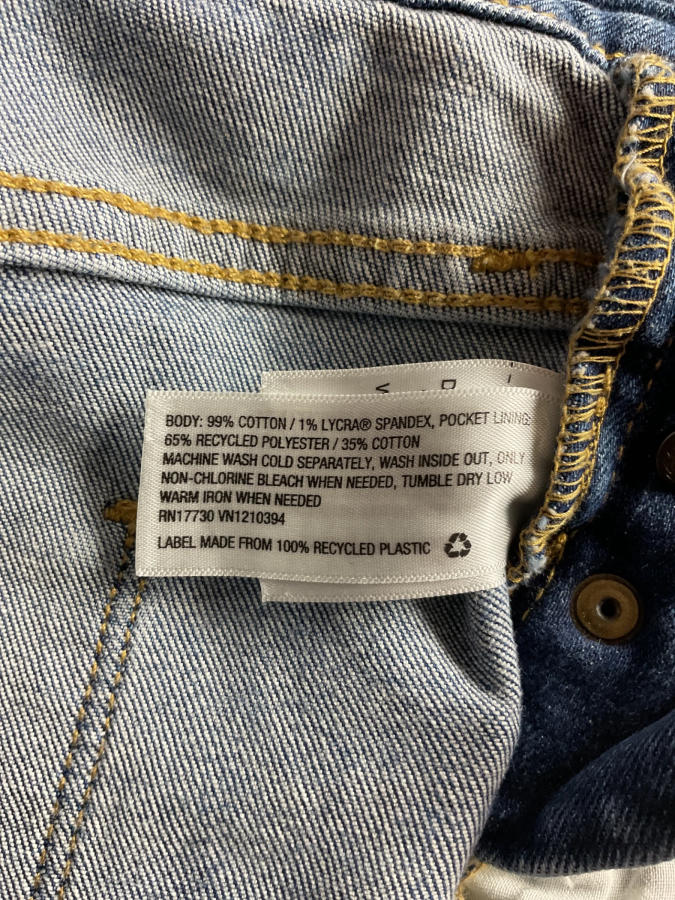 BODY: 99% COTTON / 1% LYCRA® SPANDEX, POCKET LINING:
65% RECYCLED POLYESTER / 35% COTTON
MACHINE WASH COLD SEPARATELY, WASH INSIDE OUT, ONLY
NON-CHLORINE BLEACH WHEN NEEDED, TUMBLE DRY LOW
WARM IRON WHEN NEEDED
RN17730 VN1210394
LABEL MADE FROM 100% RECYCLED PLASTIC